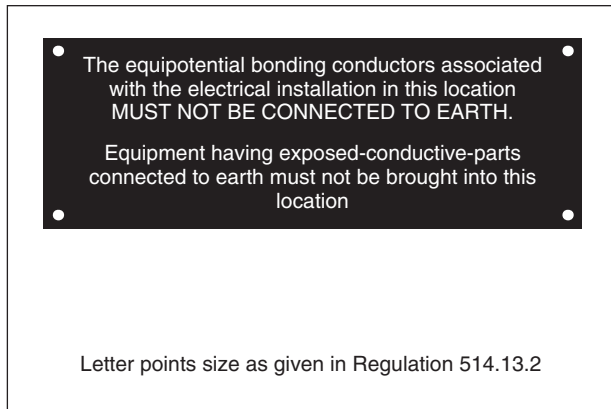 The equipotential bonding conductors associated
with the electrical installation in this location
MUST NOT BE CONNECTED TO EARTH.
Equipment having exposed-conductive-parts
connected to earth must not be brought into this
location
Letter points size as given in Regulation 514.13.2